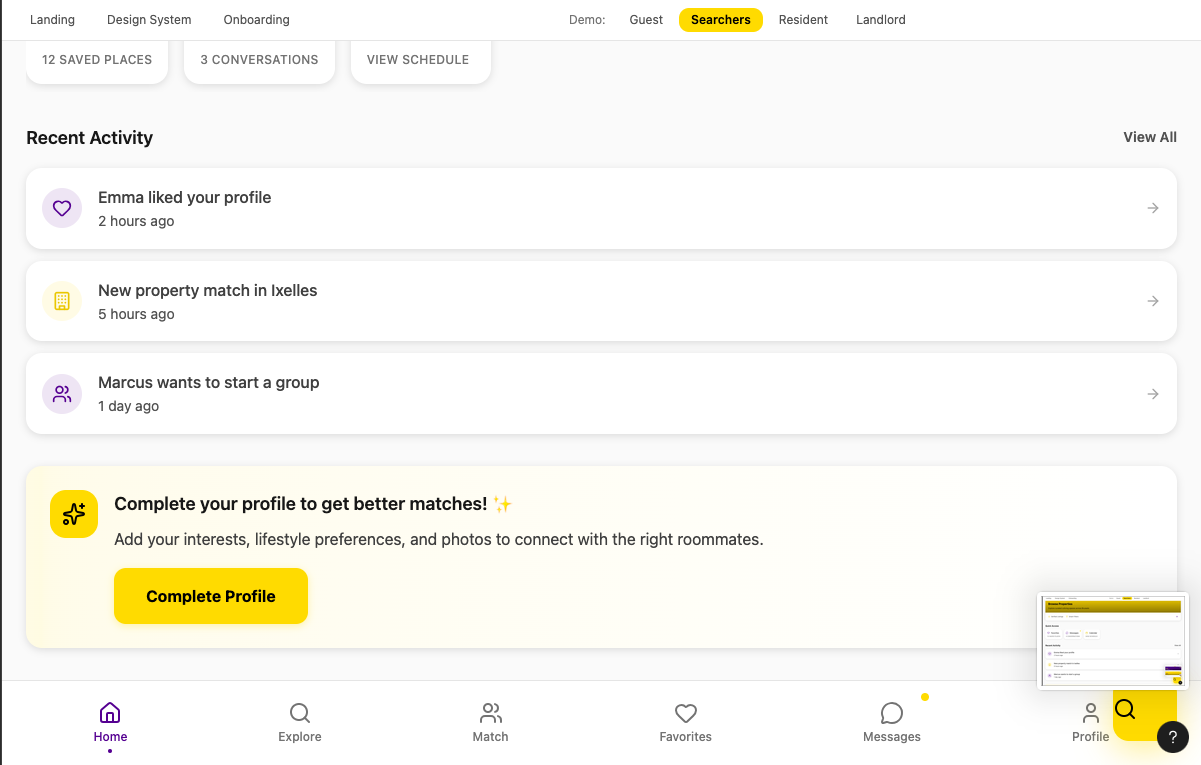 Landing Design System Onboarding Demo: Guest Searchers Resident Landlord
12 SAVED PLACES 3 CONVERSATIONS VIEW SCHEDULE
Recent Activity View All
Emma liked your profile
2 hours ago
New property match in Ixelles
5 hours ago
Marcus wants to start a group
1 day ago
Complete your profile to get better matches! ✨
Add your interests, lifestyle preferences, and photos to connect with the right roommates.
Complete Profile
Home Explore Match Favorites Messages Profile
?